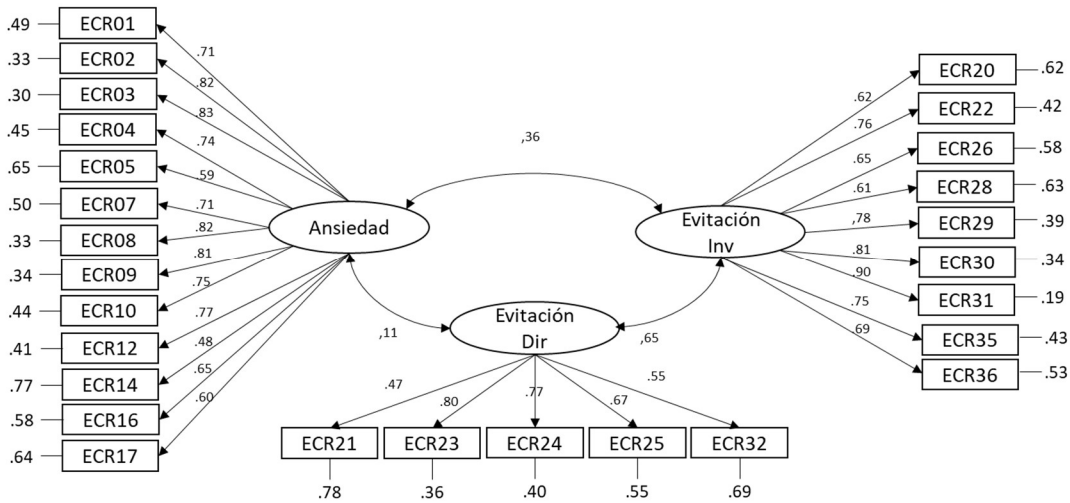 .49 ECR01 .71
.33 ECR02 .82
.30 ECR03 .83
.45 ECR04 .74
.65 ECR05 .59
.50 ECR07 .71
.33 ECR08 .82
.34 ECR09 .81
.44 ECR10 .75
.41 ECR12 .77
.77 ECR14 .48
.58 ECR16 .65
.64 ECR17 .60
Ansiedad
,36
,11
Evitación
Dir
,65
.47 .80 .77 .67 .55
ECR21 ECR23 ECR24 ECR25 ECR32
.78 .36 .40 .55 .69
Evitación
Inv
.62 ECR20 .62
.76 ECR22 .42
.65 ECR26 .58
.61 ECR28 .63
,78 ECR29 .39
.81 ECR30 .34
.90 ECR31 .19
.75 ECR35 .43
.69 ECR36 .53